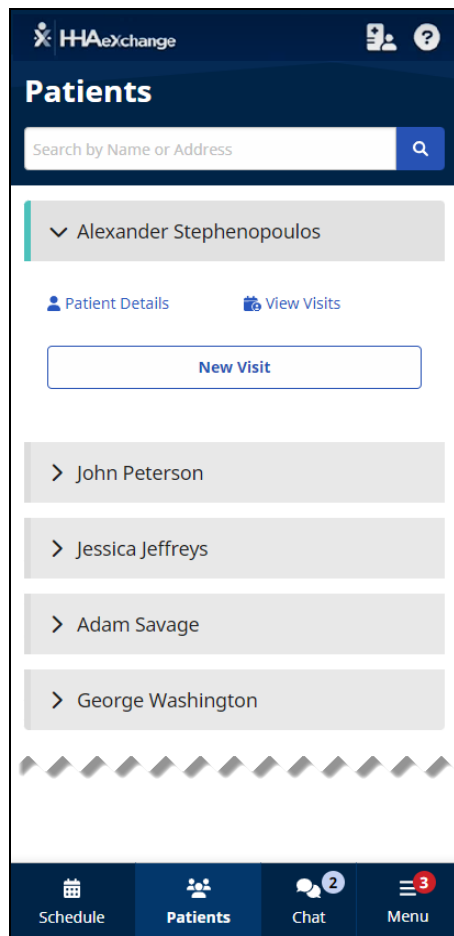 HHAeXchange
Patients
Search by Name or Address
Alexander Stephenopoulos
Patient Details View Visits
New Visit
John Peterson
Jessica Jeffreys
Adam Savage
George Washington
2 3
Schedule Patients Chat Menu